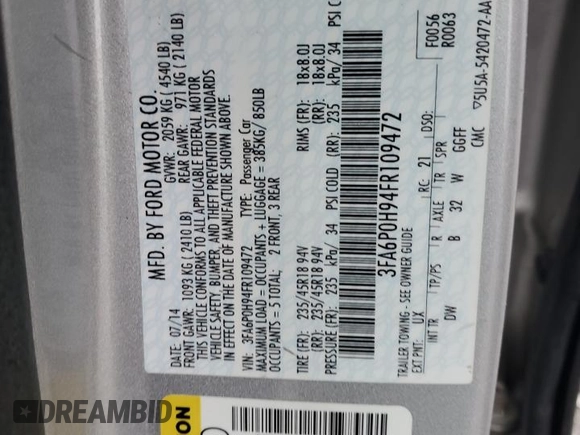 MFD. BY FORD MOTOR CO.
DATE: 07/14 GVWR: 2059 KG ( 4540 LB)
FRONT GAWR: 1093 KG ( 2410 LB) REAR GAWR: 971 KG ( 2140 LB)
THIS VEHICLE CONFORMS TO ALL APPLICABLE FEDERAL MOTOR
VEHICLE SAFETY, BUMPER, AND THEFT PREVENTION STANDARDS
IN EFFECT ON THE DATE OF MANUFACTURE SHOWN ABOVE.
VIN: 3FA6P0H94FR109472 TYPE: Passenger Car
MAXIMUM LOAD = OCCUPANTS + LUGGAGE = 385KG/ 850LB
OCCUPANTS = 5 TOTAL: 2 FRONT, 3 REAR
TIRE (FR): 235/45R18 94V RIMS (FR): 18x8.0J
(RR): 235/45R18 94V (RR): 18x8.0J
PRESSURE (FR): 235 kPa/ 34 PSI COLD (RR): 235 kPa/ 34 PSI C
3FA6P0H94FR109472
F0056
R0063
TRAILER TOWING - SEE OWNER GUIDE
EXT PNT: UX RC: 21 DSO:
INT TR TP/PS R AXLE TR SPR
DW B 32 W GGFF
CMC 5U5A-5420472-AA
ON
DREAMBID